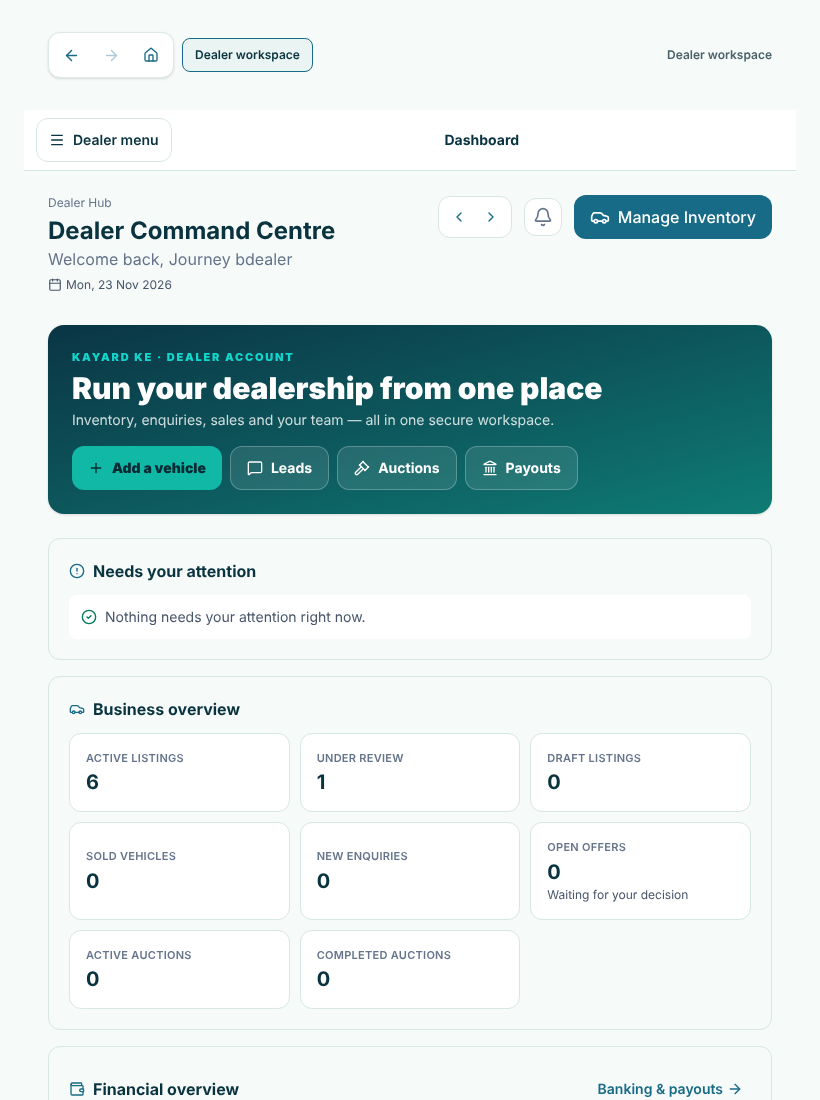 Dealer workspace
Dealer workspace
Dealer menu
Dashboard
Dealer Hub
Dealer Command Centre
Welcome back, Journey bdealer
Mon, 23 Nov 2026
Manage Inventory
KAYARD KE · DEALER ACCOUNT
Run your dealership from one place
Inventory, enquiries, sales and your team — all in one secure workspace.
Add a vehicle
Leads
Auctions
Payouts
Needs your attention
Nothing needs your attention right now.
Business overview
ACTIVE LISTINGS
6
UNDER REVIEW
1
DRAFT LISTINGS
0
SOLD VEHICLES
0
NEW ENQUIRIES
0
OPEN OFFERS
0
Waiting for your decision
ACTIVE AUCTIONS
0
COMPLETED AUCTIONS
0
Financial overview
Banking & payouts